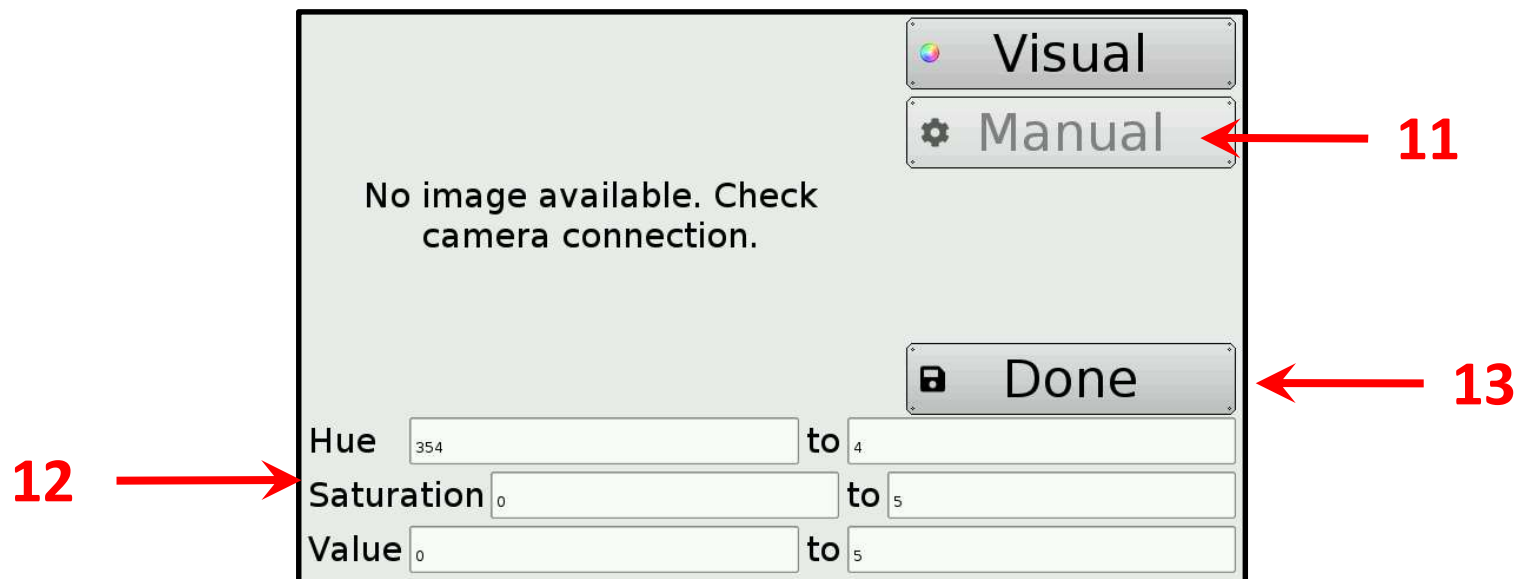 Visual
Manual
11
No image available. Check
camera connection.
Done
13
Hue 354 to 4
12
Saturation 0 to 5
Value 0 to 5